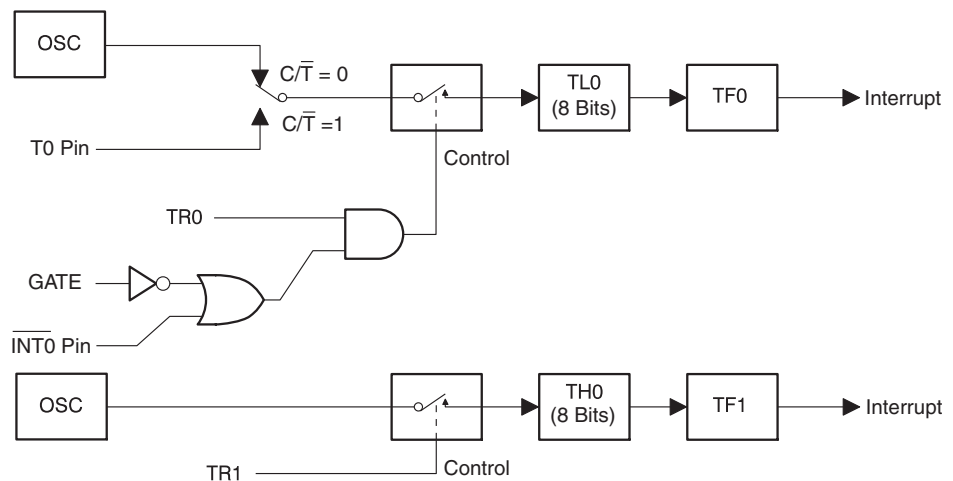 OSC
C/T̅ = 0
TL0
(8 Bits)
TF0
Interrupt
C/T̅ =1
T0 Pin
Control
TR0
GATE
I̅N̅T̅0̅ Pin
OSC
TH0
(8 Bits)
TF1
Interrupt
TR1
Control